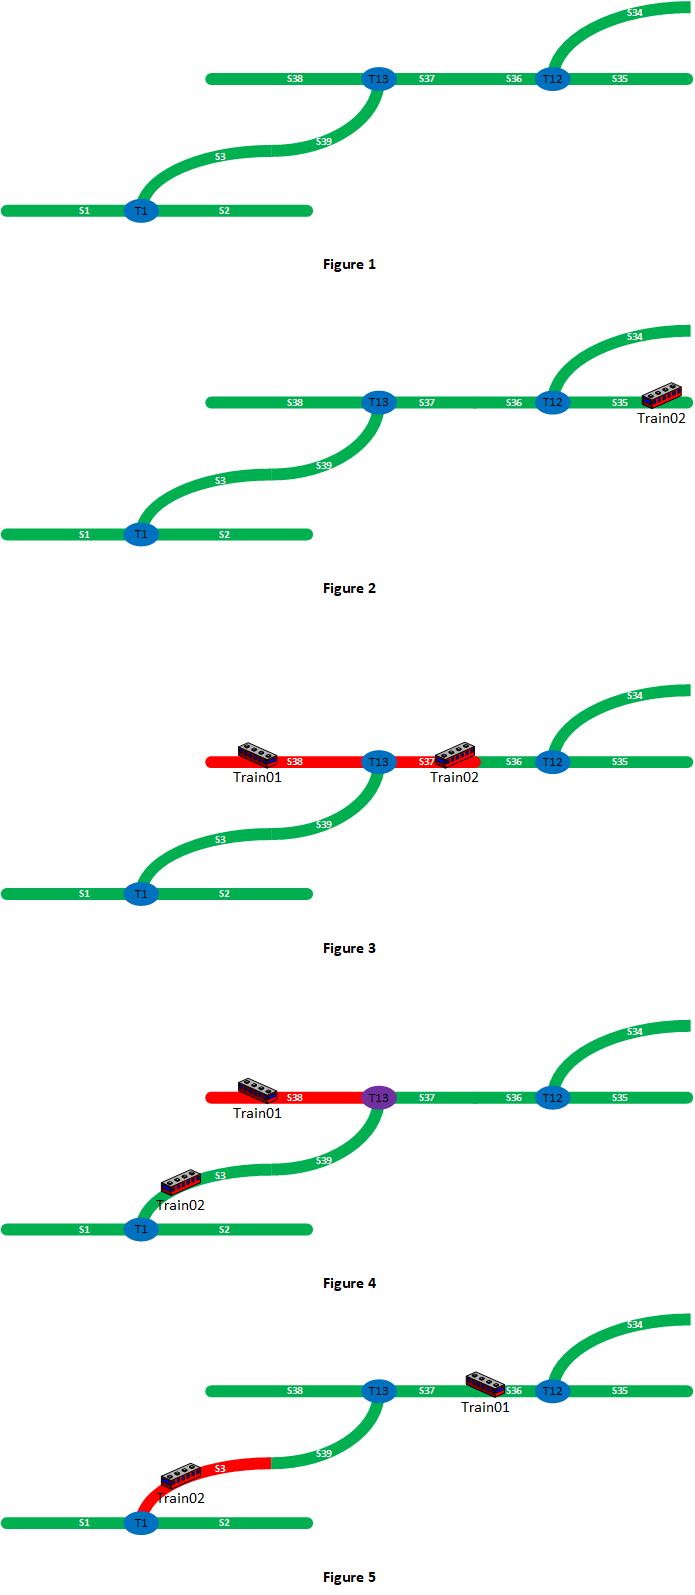 S34
S38 T13 S37 S36 T12 S35
S3 S39
S1 T1 S2
Figure 1
S34
S38 T13 S37 S36 T12 S35
Train02
S3 S39
S1 T1 S2
Figure 2
S34
S38 T13 S37 S36 T12 S35
Train01 Train02
S3 S39
S1 T1 S2
Figure 3
S34
S38 T13 S37 S36 T12 S35
Train01
S3 S39
Train02
S1 T1 S2
Figure 4
S34
S38 T13 S37 S36 T12 S35
Train01
S3 S39
Train02
S1 T1 S2
Figure 5